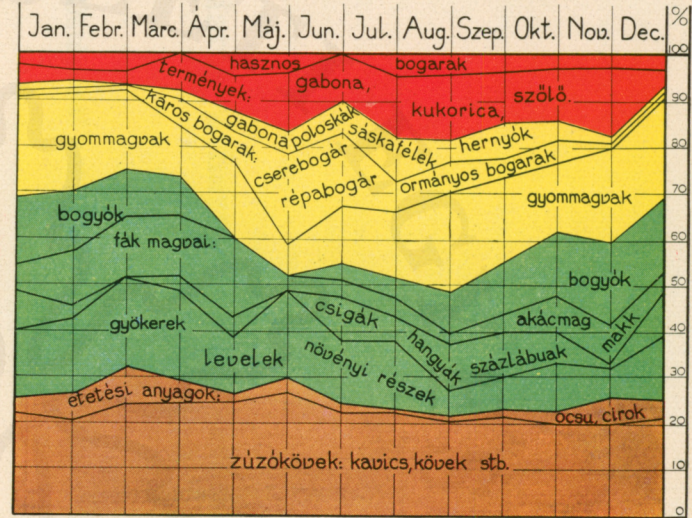 Jan. Febr. Márc. Ápr. Máj. Jun. Jul. Aug. Szep. Okt. Nov. Dec. %
100
hasznos bogarak
termények: gabona, kukorica, szőlő
90
gabona poloskák sáskafélék hernyók
káros bogarak: cserebogár répabogár ormányos bogarak
80
gyommagvak
gyommagvak
70
bogyók
60
fák magvai:
bogyók
50
csigák akácmag
40
gyökerek hangyák makk
levelek növényi részek százlábuak
30
etetési anyagok: ocsu, cirok
20
zúzókövek: kavics, kövek stb.
10
0